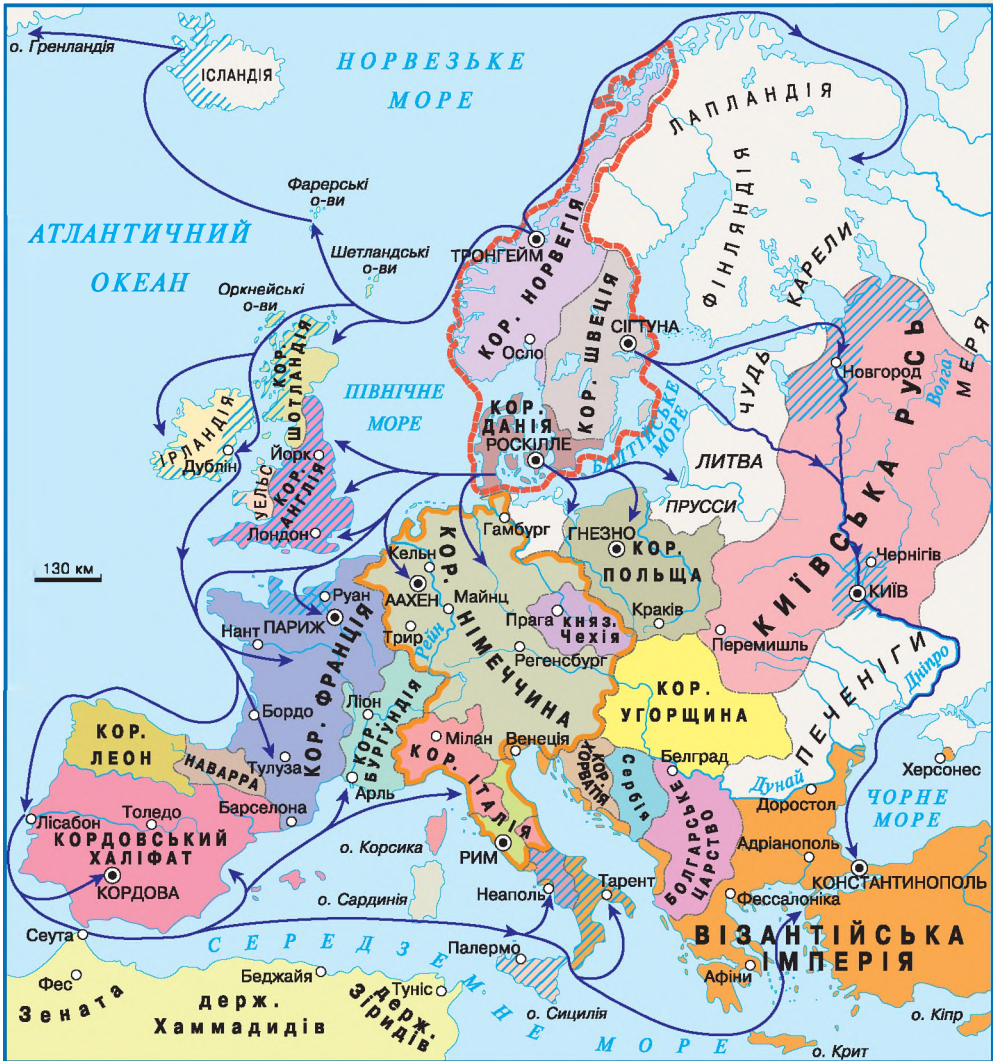 о. Ґренландія
ІСЛАНДІЯ
НОРВЕЗЬКЕ
МОРЕ
ЛАПЛАНДІЯ
ФІНЛЯНДІЯ
КАРЕЛИ
Фарерські
о-ви
АТЛАНТИЧНИЙ
ОКЕАН
Шетландські
о-ви
Оркнейські
о-ви
ТРОНГЕЙМ
КОР. НОРВЕГІЯ
КОР. ШВЕЦІЯ
СІГТУНА
Осло
КОР.
ДАНІЯ
РОСКІЛЛЕ
БАЛТІЙСЬКЕ
МОРЕ
ЧУДЬ
Новгород
Волга
МЕРЯ
КИЇВСЬКА РУСЬ
ПІВНІЧНЕ
МОРЕ
КОР.
ШОТЛАНДІЯ
ІРЛАНДІЯ
Дублін
Йорк
УЕЛЬС
КОР.
АНГЛІЯ
Лондон
ЛИТВА
ПРУССИ
Гамбург
ГНЕЗНО
КОР.
ПОЛЬЩА
Краків
Чернігів
КИЇВ
Перемишль
130 км
Кельн
ААХЕН
Майнц
КОР. НІМЕЧЧИНА
Трир
Рейн
Прага
КНЯЗ.
Чехія
Регенсбург
Руан
ПАРИЖ
Нант
КОР. ФРАНЦІЯ
Бордо
Тулуза
Ліон
КОР.
БУРГУНДІЯ
Арль
КОР.
УГОРЩИНА
ПЕЧЕНІГИ
Дніпро
Мілан
Венеція
КОР. ІТАЛІЯ
КОР.
ХОРВАТІЯ
Сербія
Белград
Дунай
Доростол
Херсонес
ЧОРНЕ
МОРЕ
КОР.
ЛЕОН
НАВАРРА
Барселона
Лісабон
Толедо
КОРДОВСЬКИЙ
ХАЛІФАТ
КОРДОВА
о. Корсика
РИМ
БОЛГАРСЬКЕ
ЦАРСТВО
Адріанополь
КОНСТАНТИНОПОЛЬ
о. Сардинія
Неаполь
Тарент
Фессалоніка
ВІЗАНТІЙСЬКА
ІМПЕРІЯ
Афіни
Сеута
СЕРЕДЗЕМНЕ МОРЕ
Палермо
Фес
Зената
Беджайя
держ.
Хаммадидів
Туніс
держ.
Зіридів
о. Сицилія
о. Кіпр
о. Крит